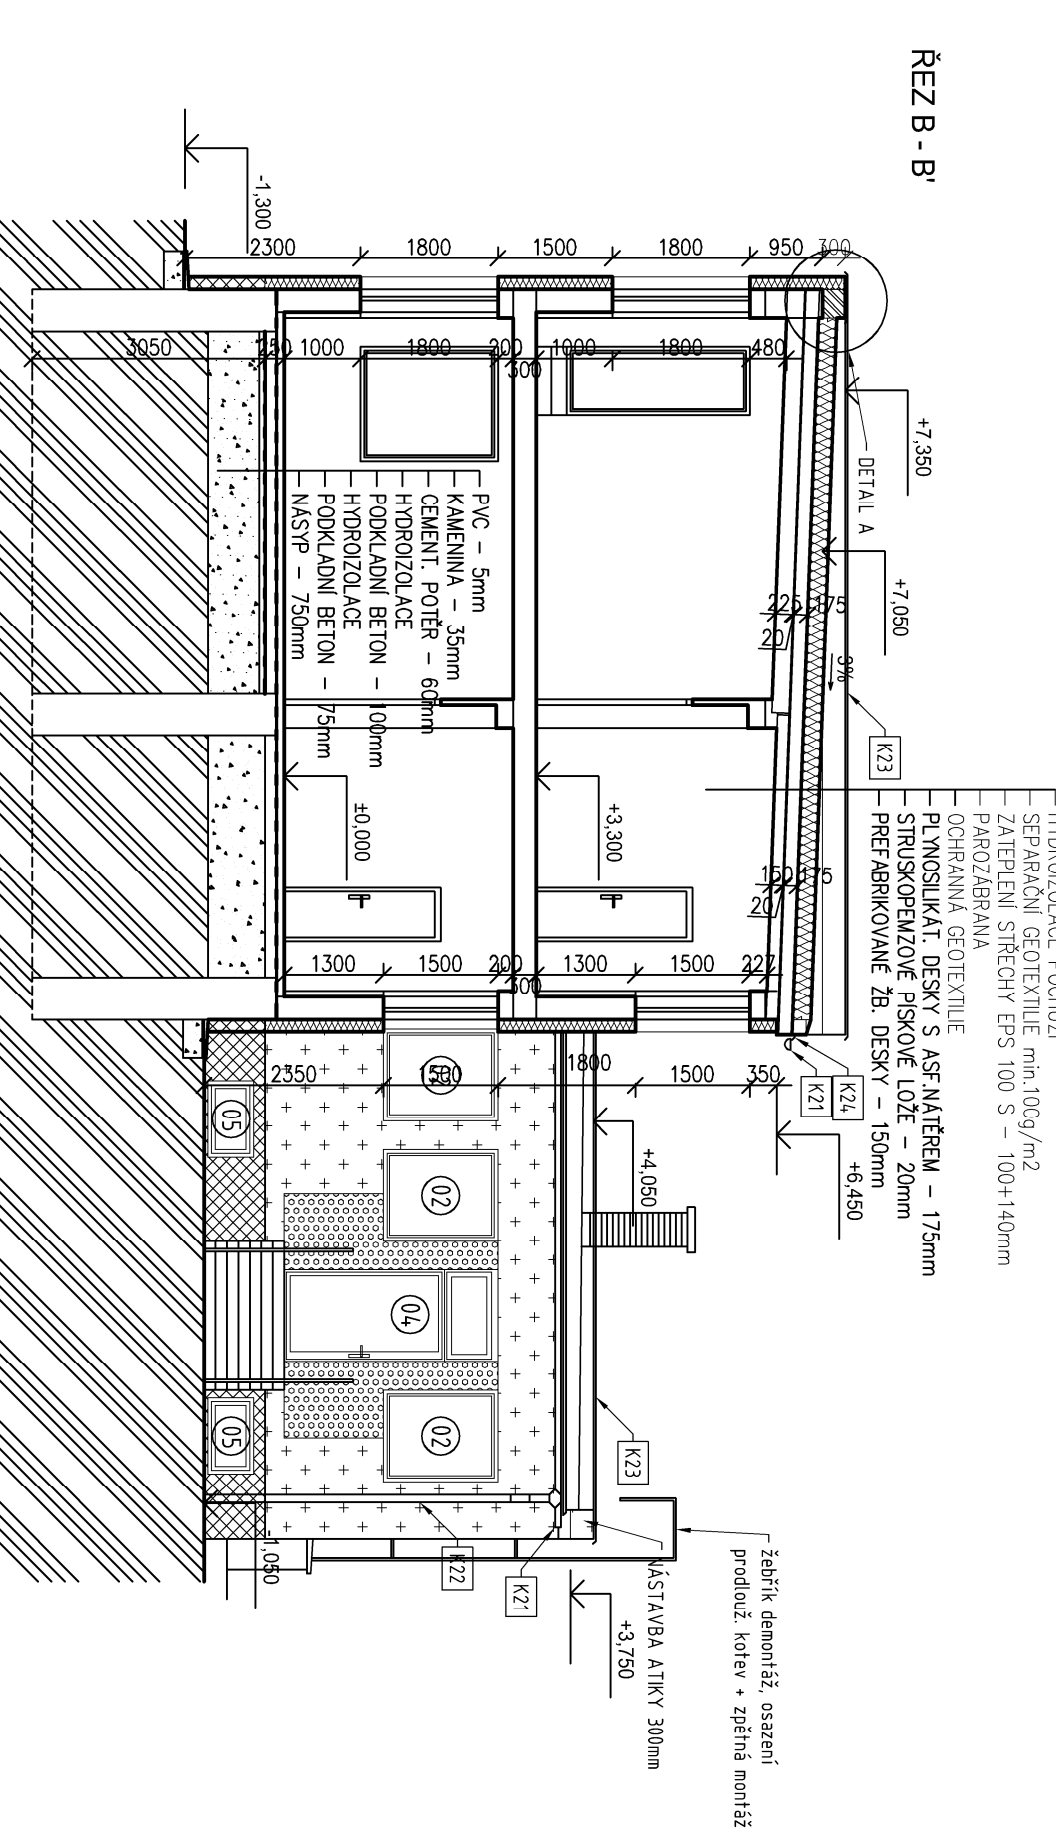 ŘEZ B - B'
-1,300
2300
1800
1500
1800
950
300
3050
250
1000
1800
200
300
1000
1800
480
+7,350
DETAIL A
+7,050
225
175
20
3%
K23
PVC - 5mm
KAMENINA - 35mm
CEMENT. POTĚR - 60mm
HYDROIZOLACE
PODKLADNÍ BETON - 100mm
HYDROIZOLACE
PODKLADNÍ BETON - 75mm
NÁSYP - 750mm
±0,000
+3,300
HYDROIZOLACE POCHOZÍ
SEPARAČNÍ GEOTEXTILIE min.100g/m2
ZATEPLENÍ STŘECHY EPS 100 S - 100+140mm
PAROZÁBRANA
OCHRANNÁ GEOTEXTILIE
PLYNOSILIKÁT. DESKY S ASF.NÁTĚREM - 175mm
STRUSKOPEMZOVÉ PÍSKOVÉ LOŽE - 20mm
PREFABRIKOVANÉ ŽB. DESKY - 150mm
150
175
20
1300
1500
200
300
1300
1500
227
K24
K21
2350
1500
1800
1500
350
+6,450
+4,050
02
05
02
04
02
05
K23
K22
K21
-1,050
+3,750
NÁSTAVBA ATIKY 300mm
žebřík demontáž, osazení
prodlouž. kotev + zpětná montáž